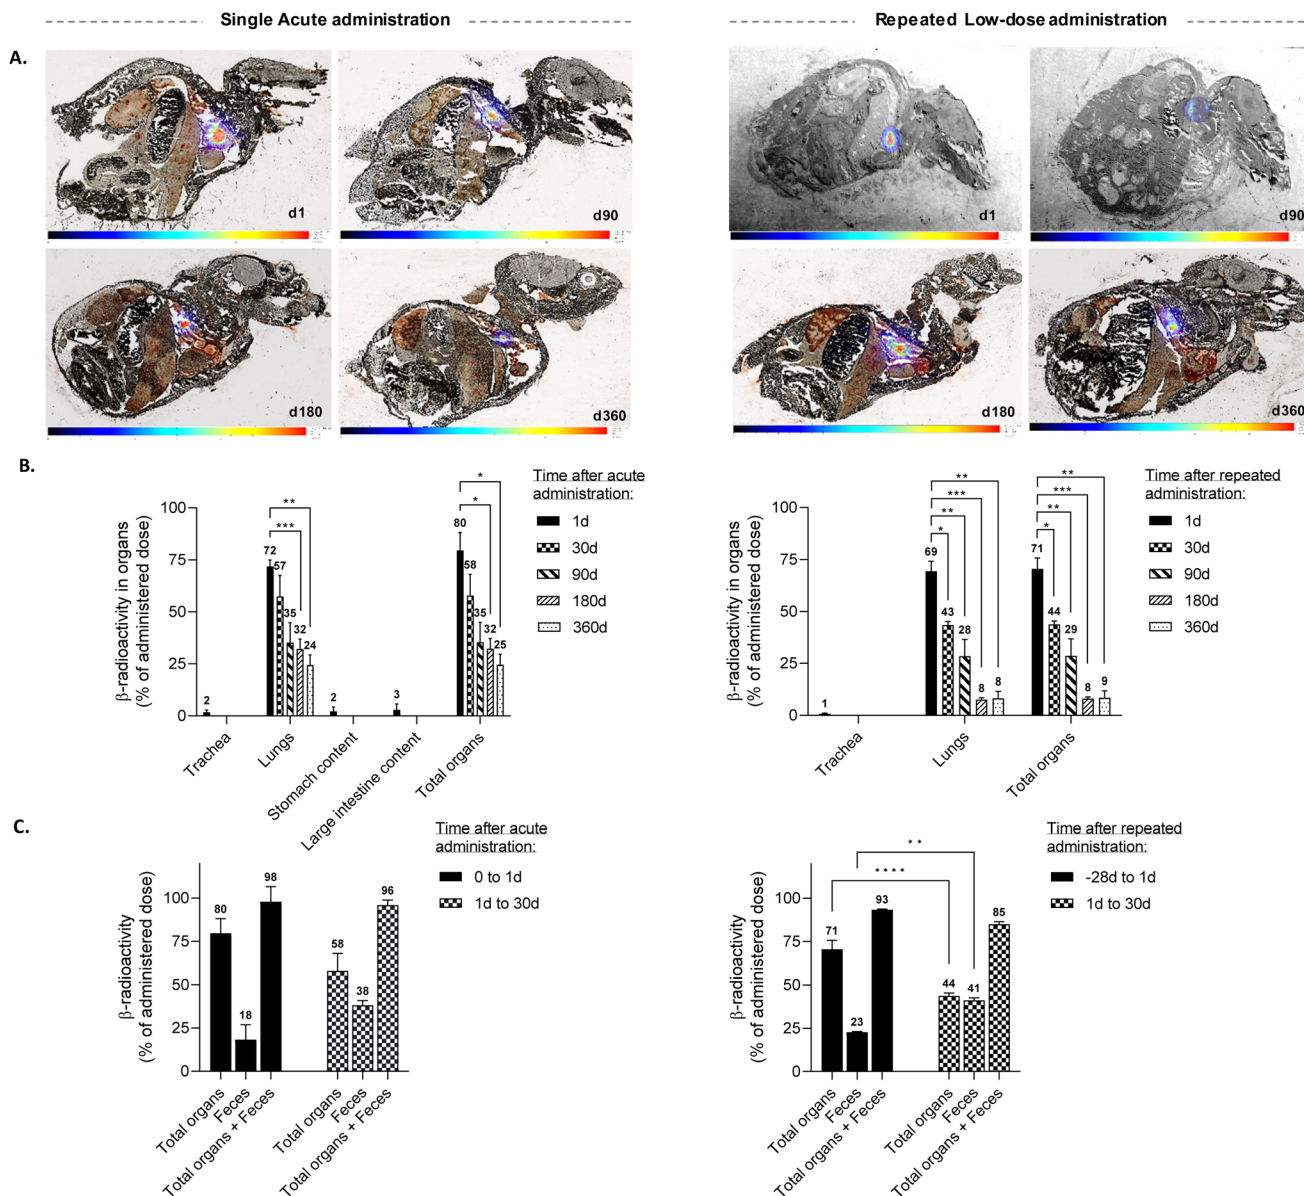 Single Acute administration
Repeated Low-dose administration
A.
d1
d90
d180
d360
d1
d90
d180
d360
B.
β-radioactivity in organs
(% of administered dose)
100
75
50
25
0
2
72
57
35
32
24
2
3
80
58
35
32
25
***
**
*
*
Trachea
Lungs
Stomach content
Large intestine content
Total organs
Time after acute
administration:
1d
30d
90d
180d
360d
β-radioactivity in organs
(% of administered dose)
100
75
50
25
0
1
69
43
28
8
8
71
44
29
8
9
*
**
***
**
*
**
***
**
Trachea
Lungs
Total organs
Time after repeated
administration:
1d
30d
90d
180d
360d
C.
β-radioactivity
(% of administered dose)
100
75
50
25
0
80
18
98
58
38
96
Total organs
Feces
Total organs + Feces
Total organs
Feces
Total organs + Feces
Time after acute
administration:
0 to 1d
1d to 30d
β-radioactivity
(% of administered dose)
100
75
50
25
0
71
23
93
44
41
85
****
**
Total organs
Feces
Total organs + Feces
Total organs
Feces
Total organs + Feces
Time after repeated
administration:
-28d to 1d
1d to 30d